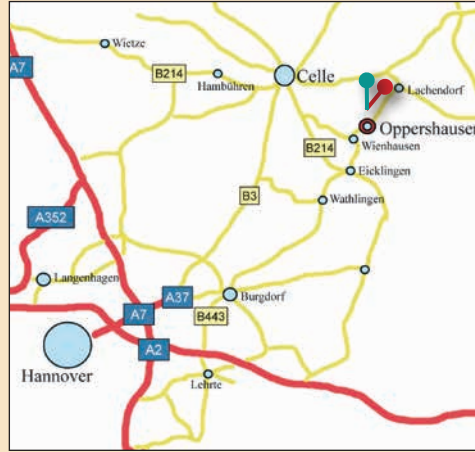 Wietze
A7
B214
Hambühren
Celle
Lachendorf
Oppershausen
Wienhausen
B214
Eicklingen
B3
Wathlingen
A352
Langenhagen
A37
Burgdorf
A7
B443
A2
Hannover
Lehrte